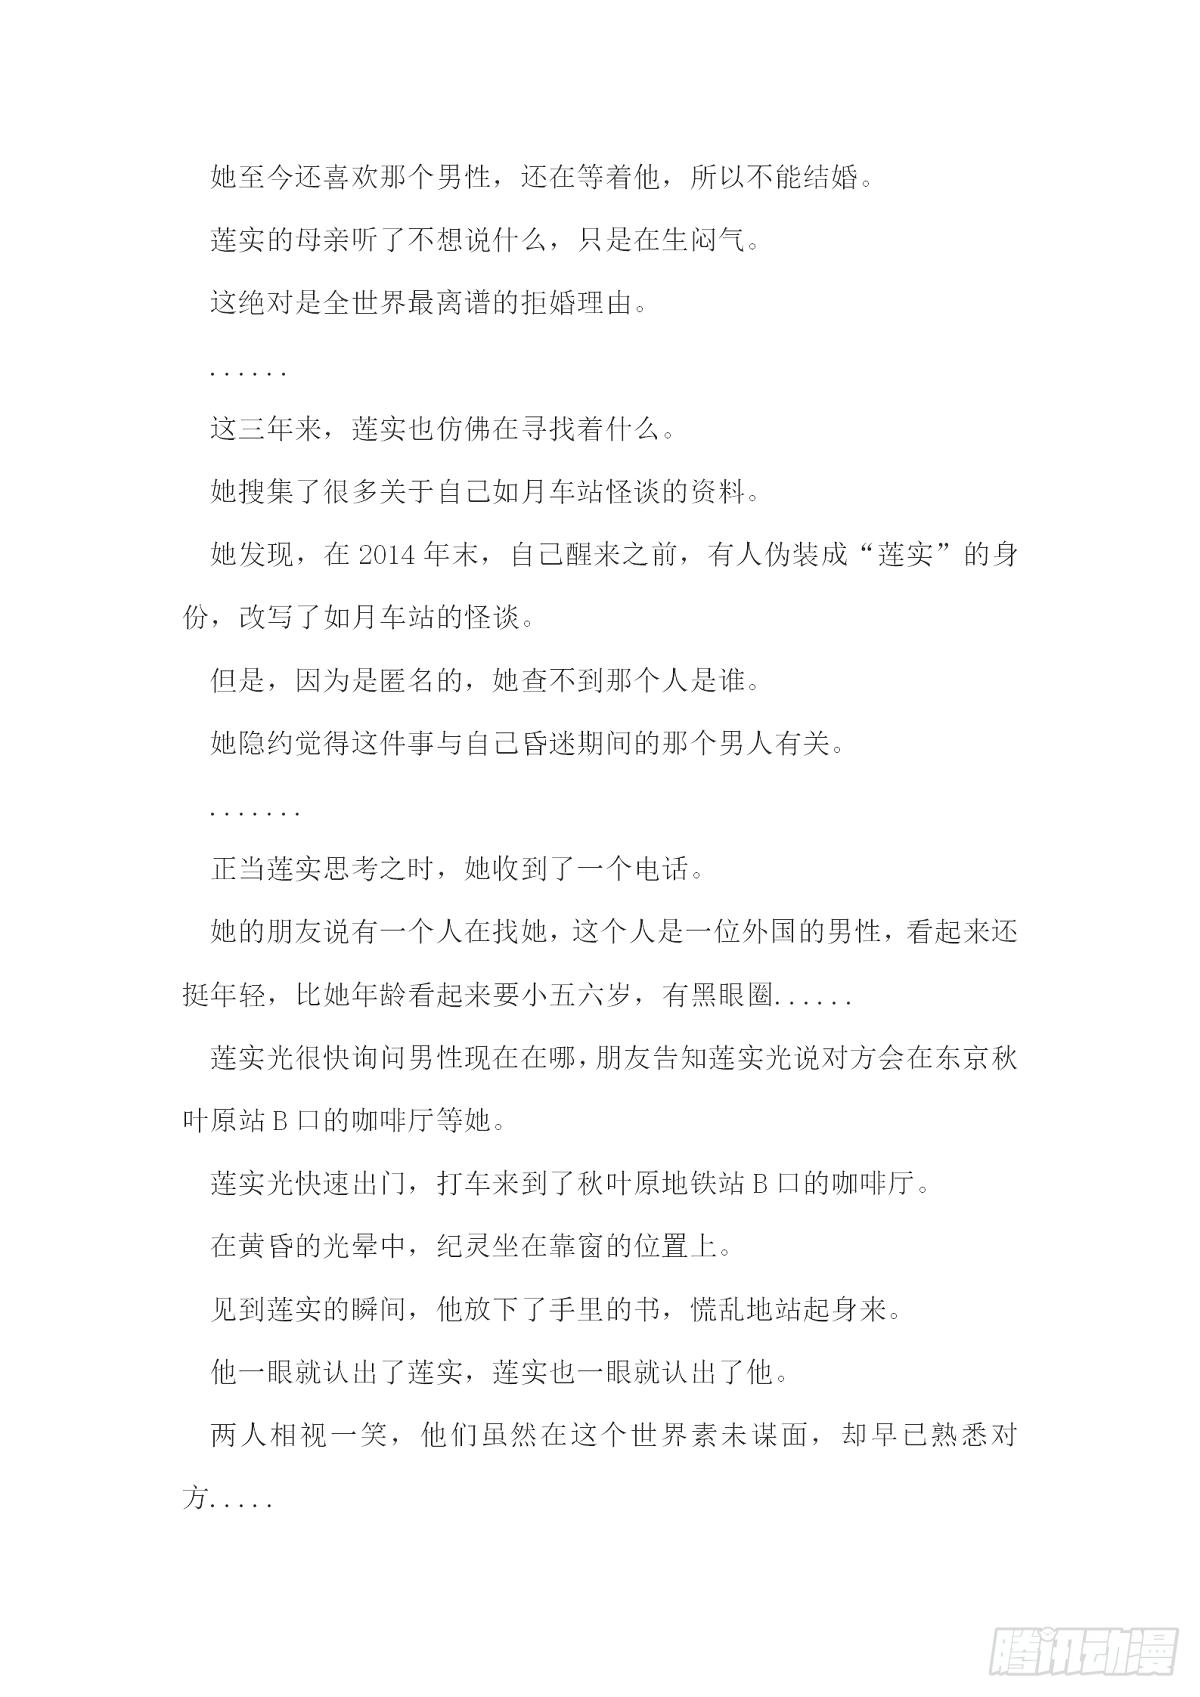 她至今还喜欢那个男性，还在等着他，所以不能结婚。
莲实的母亲听了不想说什么，只是在生闷气。
这绝对是全世界最离谱的拒婚理由。
......
这三年来，莲实也仿佛在寻找着什么。
她搜集了很多关于自己如月车站怪谈的资料。
她发现，在 2014 年末，自己醒来之前，有人伪装成“莲实”的身
份，改写了如月车站的怪谈。
但是，因为是匿名的，她查不到那个人是谁。
她隐约觉得这件事与自己昏迷期间的那个男人有关。
.......
正当莲实思考之时，她收到了一个电话。
她的朋友说有一个人在找她，这个人是一位外国的男性，看起来还
挺年轻，比她年龄看起来要小五六岁，有黑眼圈......
莲实光很快询问男性现在在哪，朋友告知莲实光说对方会在东京秋
叶原站 B 口的咖啡厅等她。
莲实光快速出门，打车来到了秋叶原地铁站 B 口的咖啡厅。
在黄昏的光晕中，纪灵坐在靠窗的位置上。
见到莲实的瞬间，他放下了手里的书，慌乱地站起身来。
他一眼就认出了莲实，莲实也一眼就认出了他。
两人相视一笑，他们虽然在这个世界素未谋面，却早已熟悉对
方.....
腾讯动漫